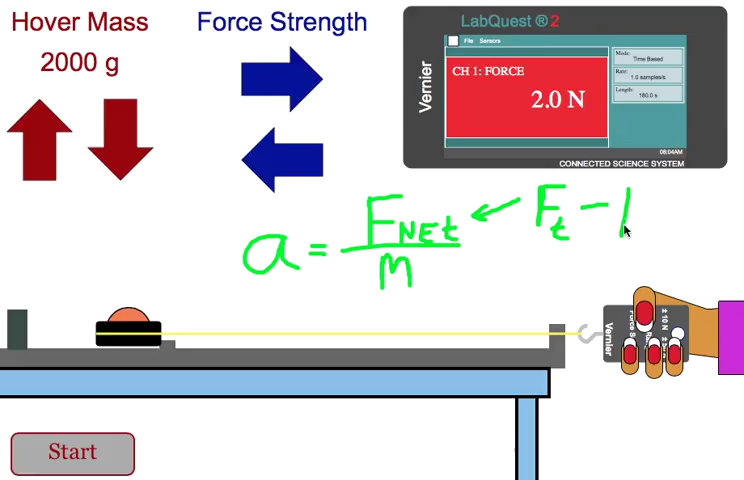 Hover Mass
2000 g
Force Strength
LabQuest ® 2
Vernier
File Sensors
CH 1: FORCE
2.0 N
Mode:
Time Based
Rate:
1.0 samples/s
Length:
180.0 s
08:04AM
CONNECTED SCIENCE SYSTEM
a = FNEt / m ← Ft −
Vernier
±10 N
Start